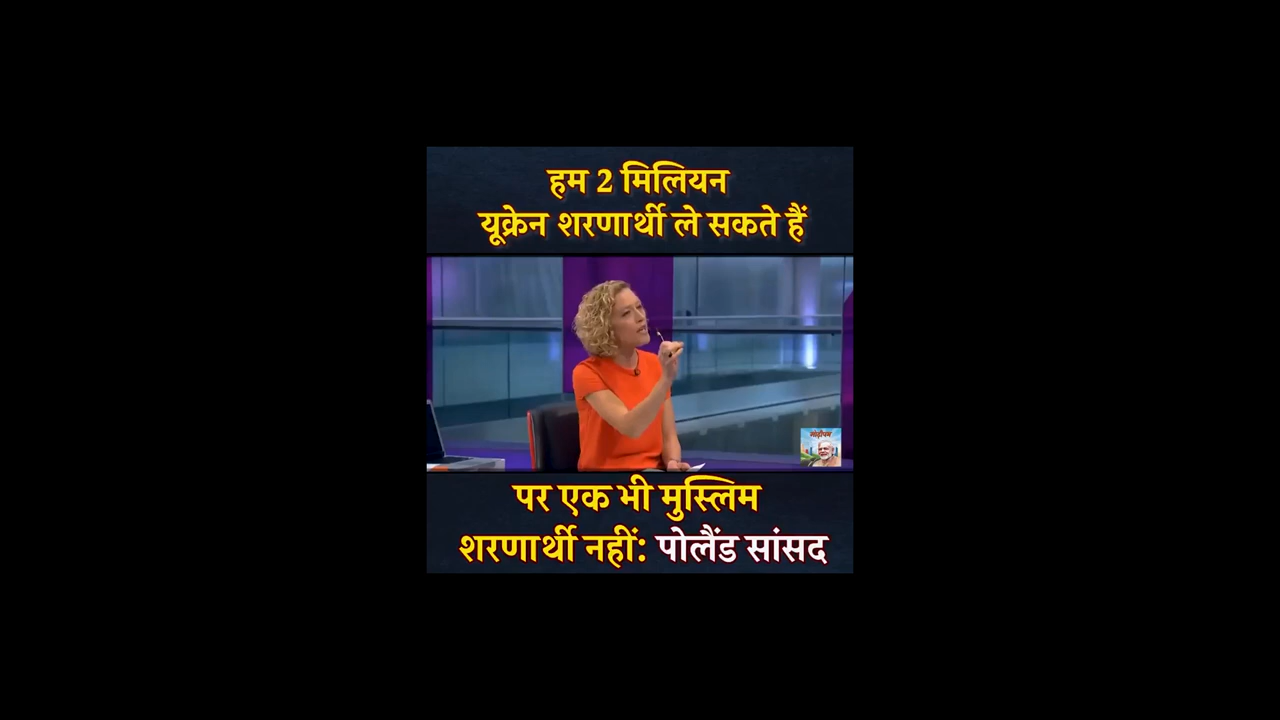 हम 2 मिलियन
यूक्रेन शरणार्थी ले सकते हैं
पर एक भी मुस्लिम
शरणार्थी नहीं: पोलैंड सांसद